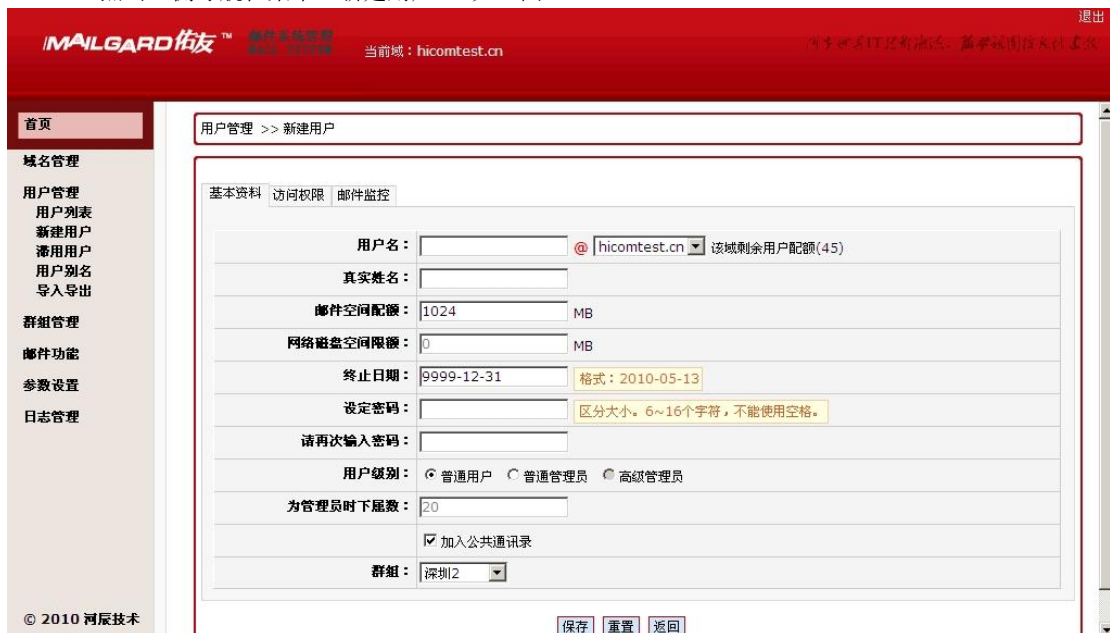 退出
IMAILGARD佑友™
当前域：hicomtest.cn
首页
域名管理
用户管理
用户列表
新建用户
滞用用户
用户别名
导入导出
群组管理
邮件功能
参数设置
日志管理
© 2010 河辰技术
用户管理 >> 新建用户
基本资料 访问权限 邮件监控
用户名： @ hicomtest.cn 该域剩余用户配额(45)
真实姓名：
邮件空间配额： 1024 MB
网络磁盘空间限额： 0 MB
终止日期： 9999-12-31 格式：2010-05-13
设定密码： 区分大小。6~16个字符，不能使用空格。
请再次输入密码：
用户级别： 普通用户 普通管理员 高级管理员
为管理员时下属数： 20
加入公共通讯录
群组： 深圳2
保存 重置 返回